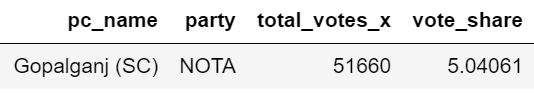 pc_name party total_votes_x vote_share
Gopalganj (SC) NOTA 51660 5.04061